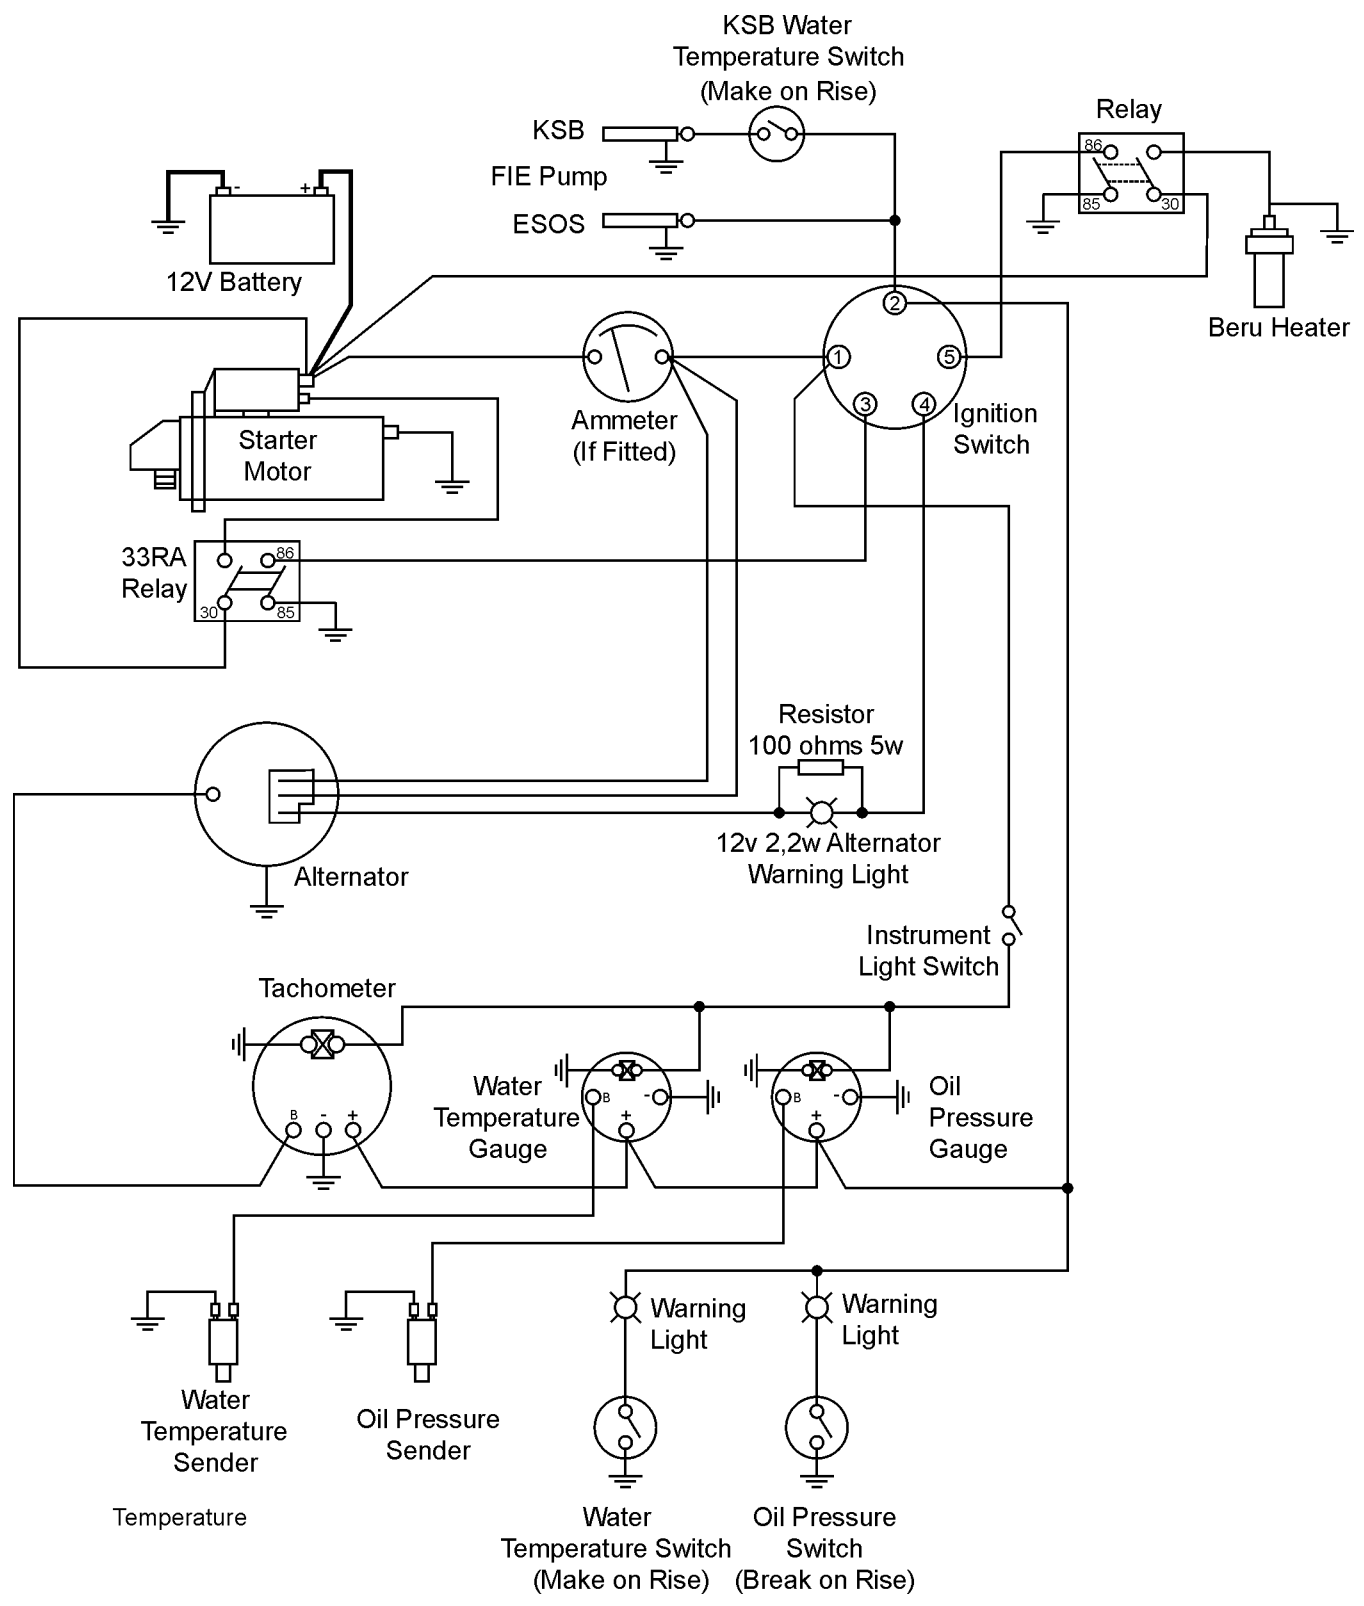 KSB Water
Temperature Switch
(Make on Rise)
KSB
FIE Pump
ESOS
Relay
86
85
30
Beru Heater
-
+
12V Battery
Ammeter
(If Fitted)
1
2
3
4
5
Ignition
Switch
Starter
Motor
33RA
Relay
86
30
85
Resistor
100 ohms 5w
12v 2,2w Alternator
Warning Light
Alternator
Instrument
Light Switch
Tachometer
B
-
+
Water
Temperature
Gauge
B
-
+
B
-
+
Oil
Pressure
Gauge
Water
Temperature
Sender
Oil Pressure
Sender
Warning
Light
Warning
Light
Temperature
Water
Temperature Switch
(Make on Rise)
Oil Pressure
Switch
(Break on Rise)